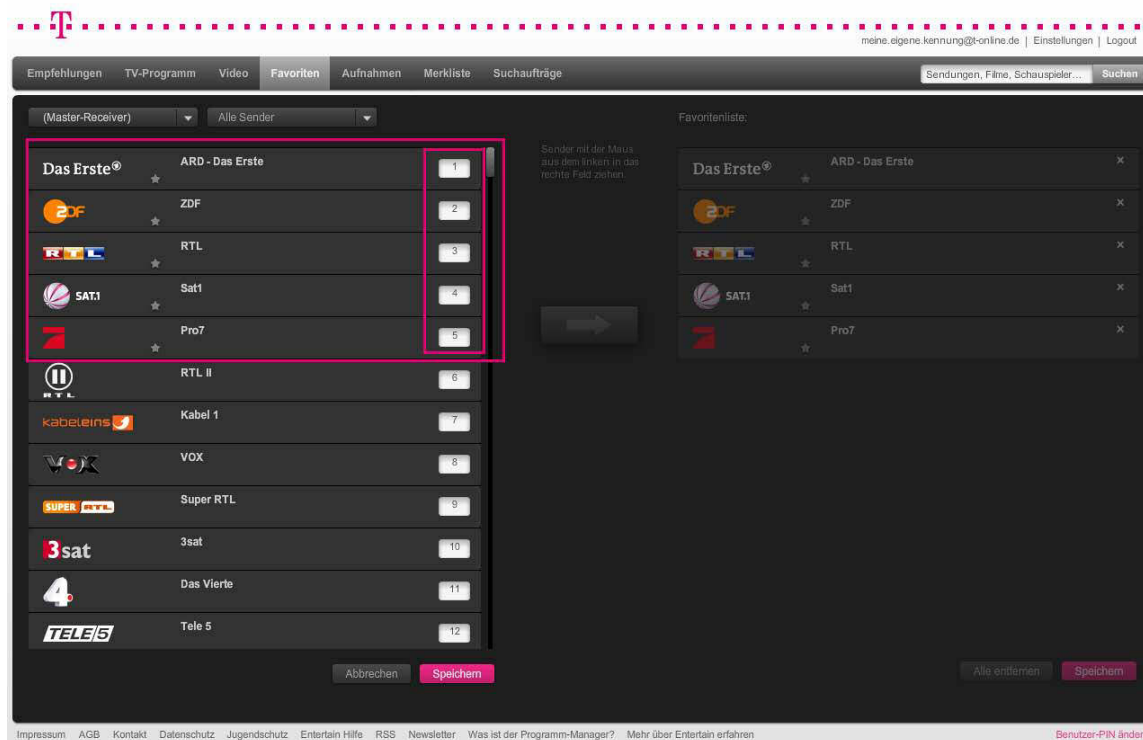 T
meine.eigene.kennung@t-online.de | Einstellungen | Logout
Empfehlungen TV-Programm Video Favoriten Aufnahmen Merkliste Suchaufträge Sendungen, Filme, Schauspieler... Suchen
(Master-Receiver) Alle Sender Favoritenliste:
Sender mit der Maus
aus dem linken in das
rechte Feld ziehen.
Das Erste ARD - Das Erste 1 Das Erste ARD - Das Erste
ZDF ZDF 2 ZDF ZDF
RTL RTL 3 RTL RTL
SAT.1 Sat1 4 SAT.1 Sat1
Pro7 5 Pro7
II RTL RTL II 6
kabeleins Kabel 1 7
VOX VOX 8
SUPER RTL Super RTL 9
3sat 3sat 10
4. Das Vierte 11
TELE 5 Tele 5 12
Abbrechen Speichern Alle entfernen Speichern
Impressum AGB Kontakt Datenschutz Jugendschutz Entertain Hilfe RSS Newsletter Was ist der Programm-Manager? Mehr über Entertain erfahren Benutzer-PIN änder